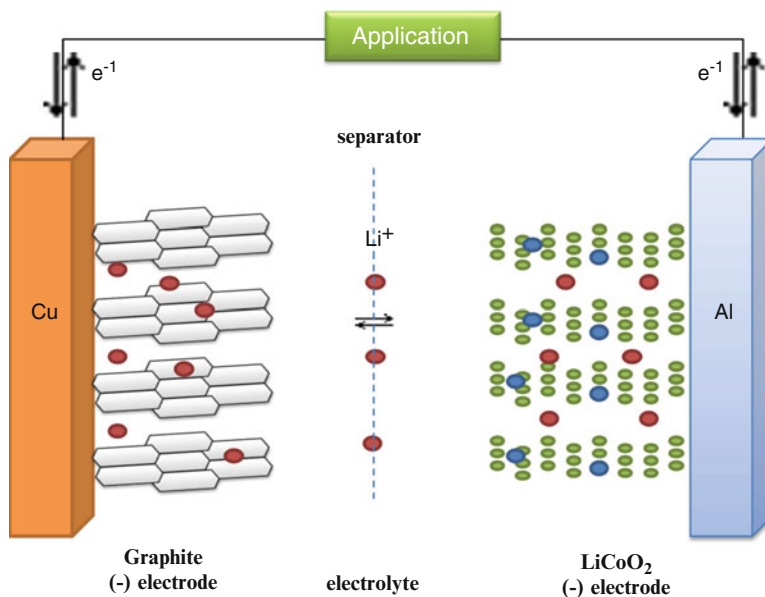 Application
e⁻¹
e⁻¹
separator
Li⁺
Cu
Al
Graphite
(-) electrode
electrolyte
LiCoO₂
(-) electrode